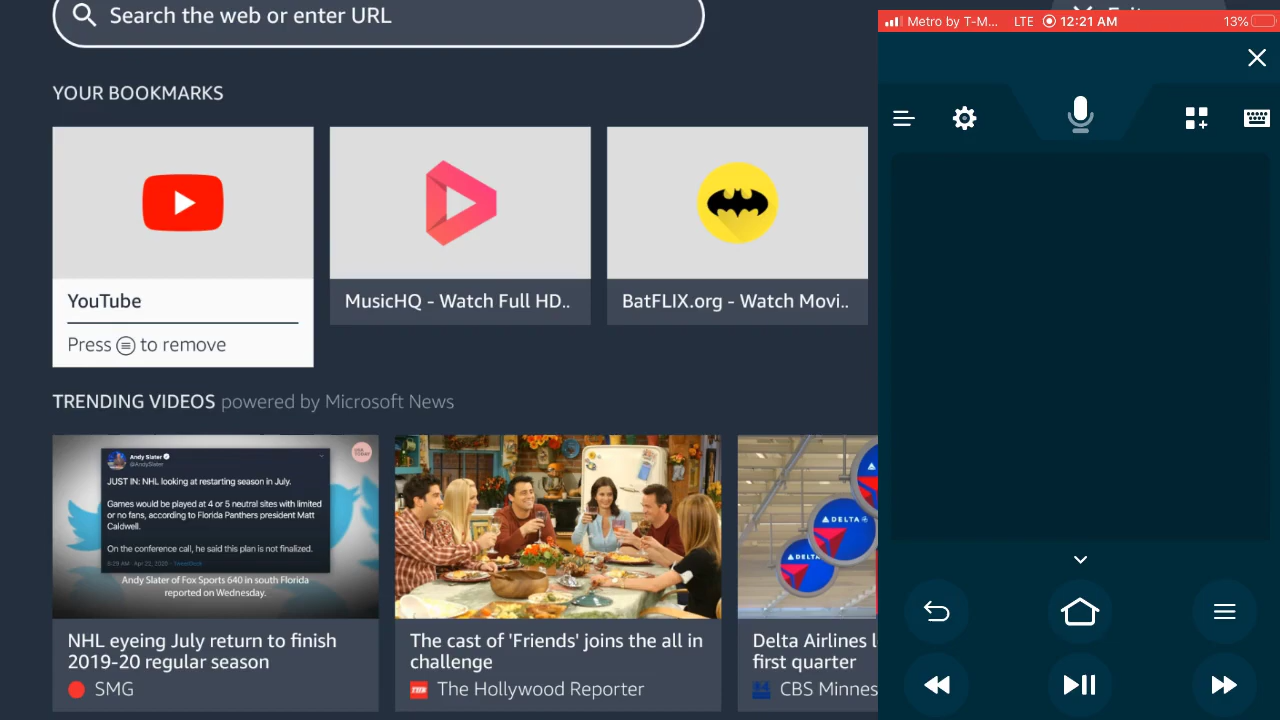 Search the web or enter URL
Metro by T-M... LTE 12:21 AM 13%
YOUR BOOKMARKS
YouTube
Press to remove
MusicHQ - Watch Full HD..
BatFLIX.org - Watch Movi..
TRENDING VIDEOS powered by Microsoft News
Andy Slater
@AndySlater
JUST IN: NHL looking at restarting season in July.
Games would be played at 4 or 5 neutral sites with limited
or no fans, according to Florida Panthers president Matt
Caldwell.
On the conference call, he said this plan is not finalized.
Andy Slater of Fox Sports 640 in south Florida
reported on Wednesday.
DELTA
DELTA
NHL eyeing July return to finish
2019-20 regular season
SMG
The cast of 'Friends' joins the all in
challenge
The Hollywood Reporter
Delta Airlines
first quarter
CBS Minnes